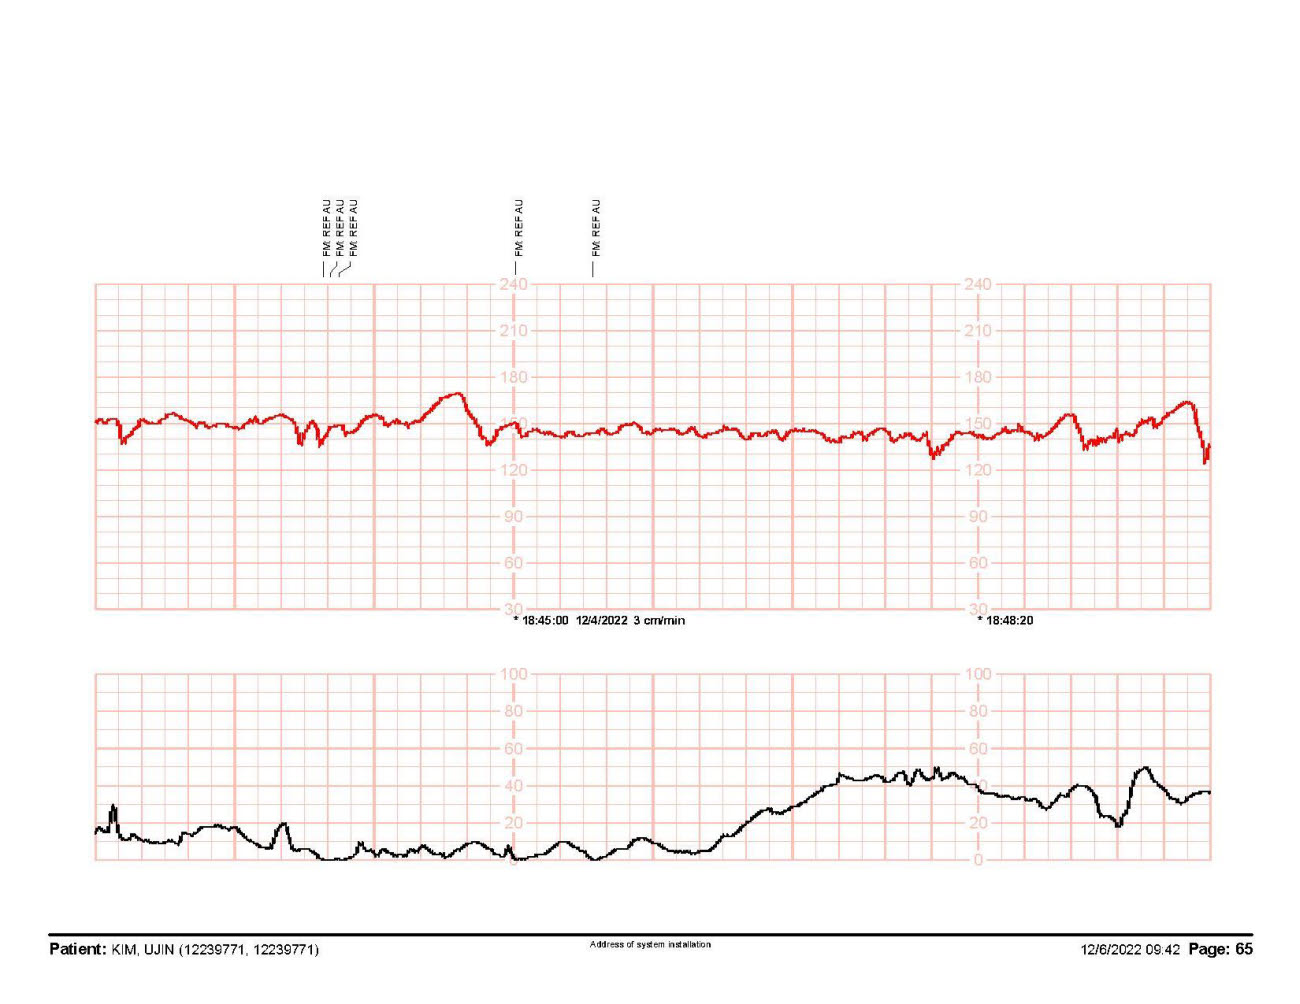 FM: REF AU
FM: REF AU
FM: REF AU
FM: REF AU
FM: REF AU
240 240
210 210
180 180
150 150
120 120
90 90
60 60
30 30
* 18:45:00 12/4/2022 3 cm/min * 18:48:20
100 100
80 80
60 60
40 40
20 20
0 0
Patient: KIM, UJIN (12239771, 12239771) Address of system installation 12/6/2022 09:42 Page: 65